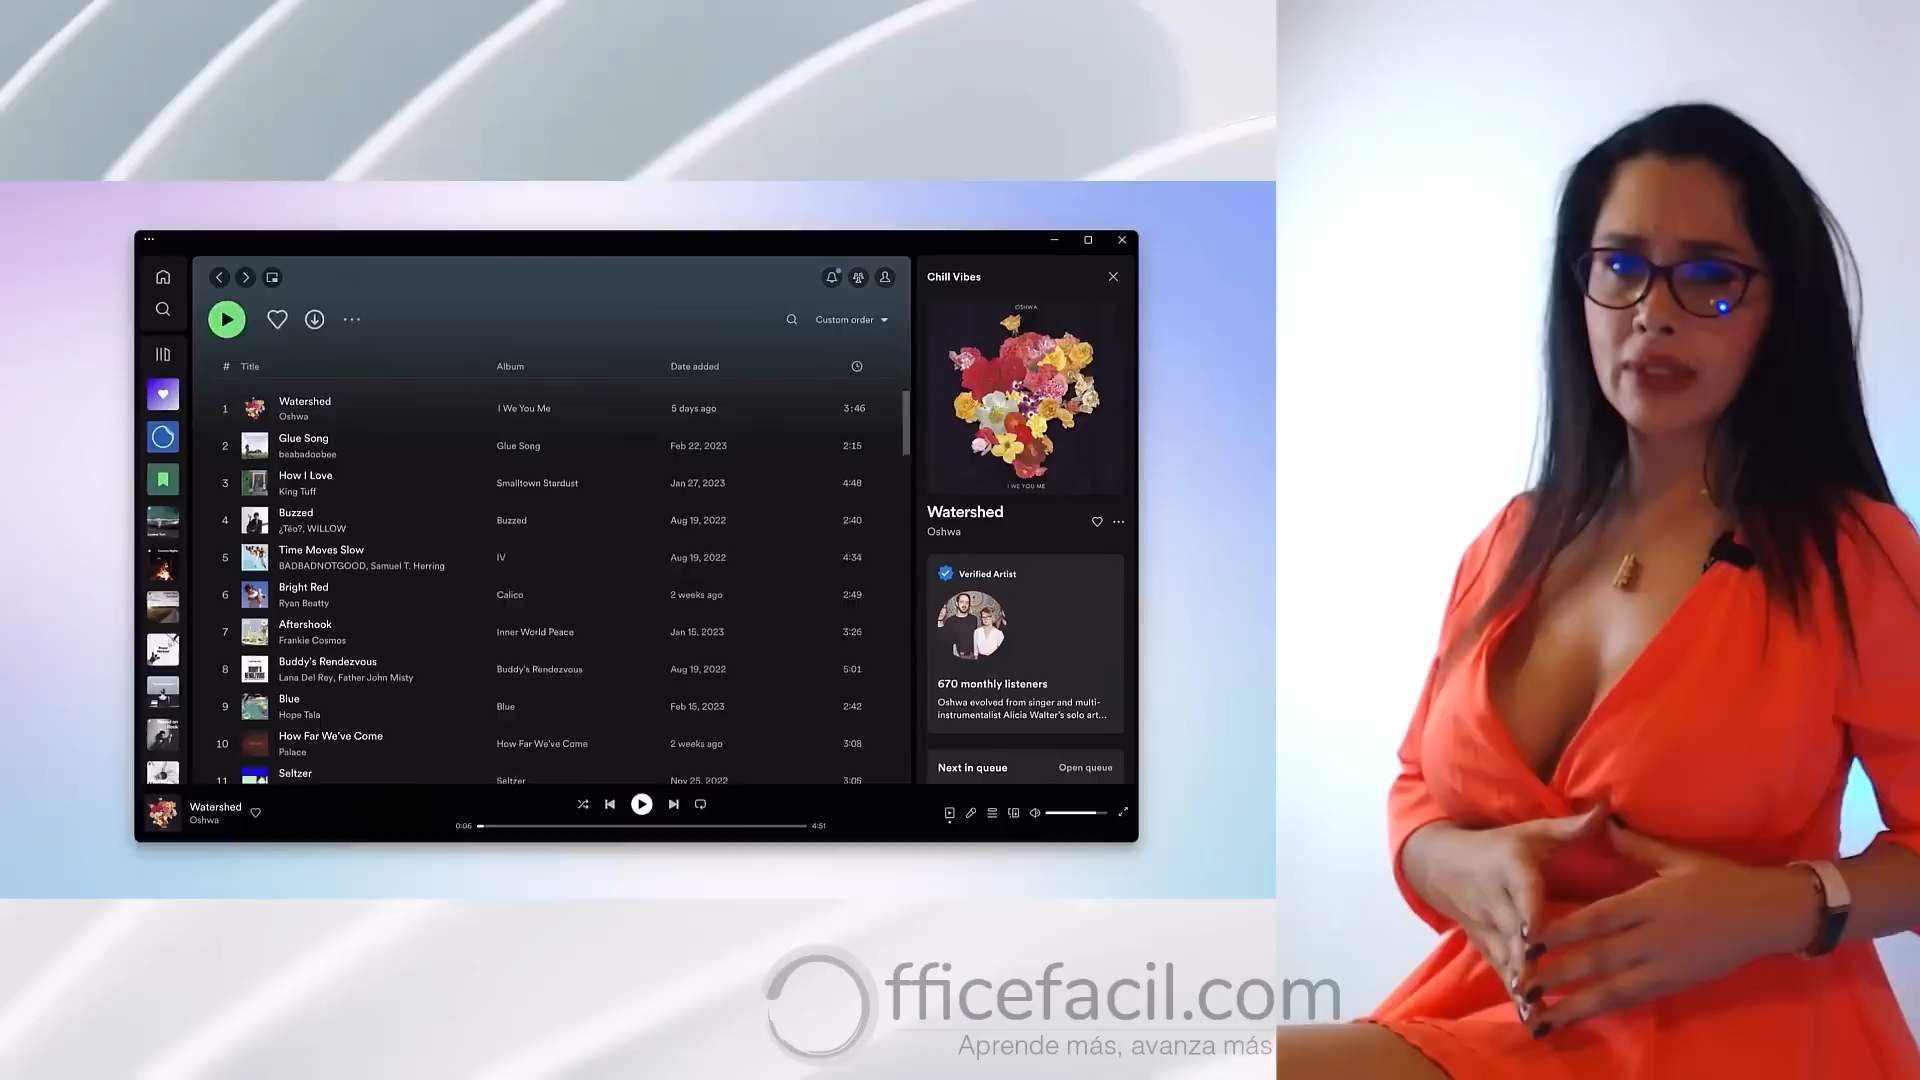 Chill Vibes
Custom order
# Title Album Date added
1 Watershed I We You Me 5 days ago 3:46
Oshwa
2 Glue Song Glue Song Feb 22, 2023 2:15
beabadoobee
3 How I Love Smalltown Stardust Jan 27, 2023 4:48
King Tuff
4 Buzzed Buzzed Aug 19, 2022 2:40
¿Téo?, WILLOW
5 Time Moves Slow IV Aug 19, 2022 4:34
BADBADNOTGOOD, Samuel T. Herring
6 Bright Red Calico 2 weeks ago 2:49
Ryan Beatty
7 Aftershook Inner World Peace Jan 15, 2023 3:26
Frankie Cosmos
8 Buddy's Rendezvous Buddy's Rendezvous Aug 19, 2022 5:01
Lana Del Rey, Father John Misty
9 Blue Blue Feb 15, 2023 2:42
Hope Tala
10 How Far We've Come How Far We've Come 2 weeks ago 3:08
Palace
11 Seltzer Seltzer Nov 25, 2022 3:05
OSHWA
I WE YOU ME
Watershed
Oshwa
Verified Artist
670 monthly listeners
Oshwa evolved from singer and multi-
instrumentalist Alicia Walter's solo art...
Next in queue Open queue
Watershed
Oshwa
0:06 4:51
Officefacil.com
Aprende más, avanza más